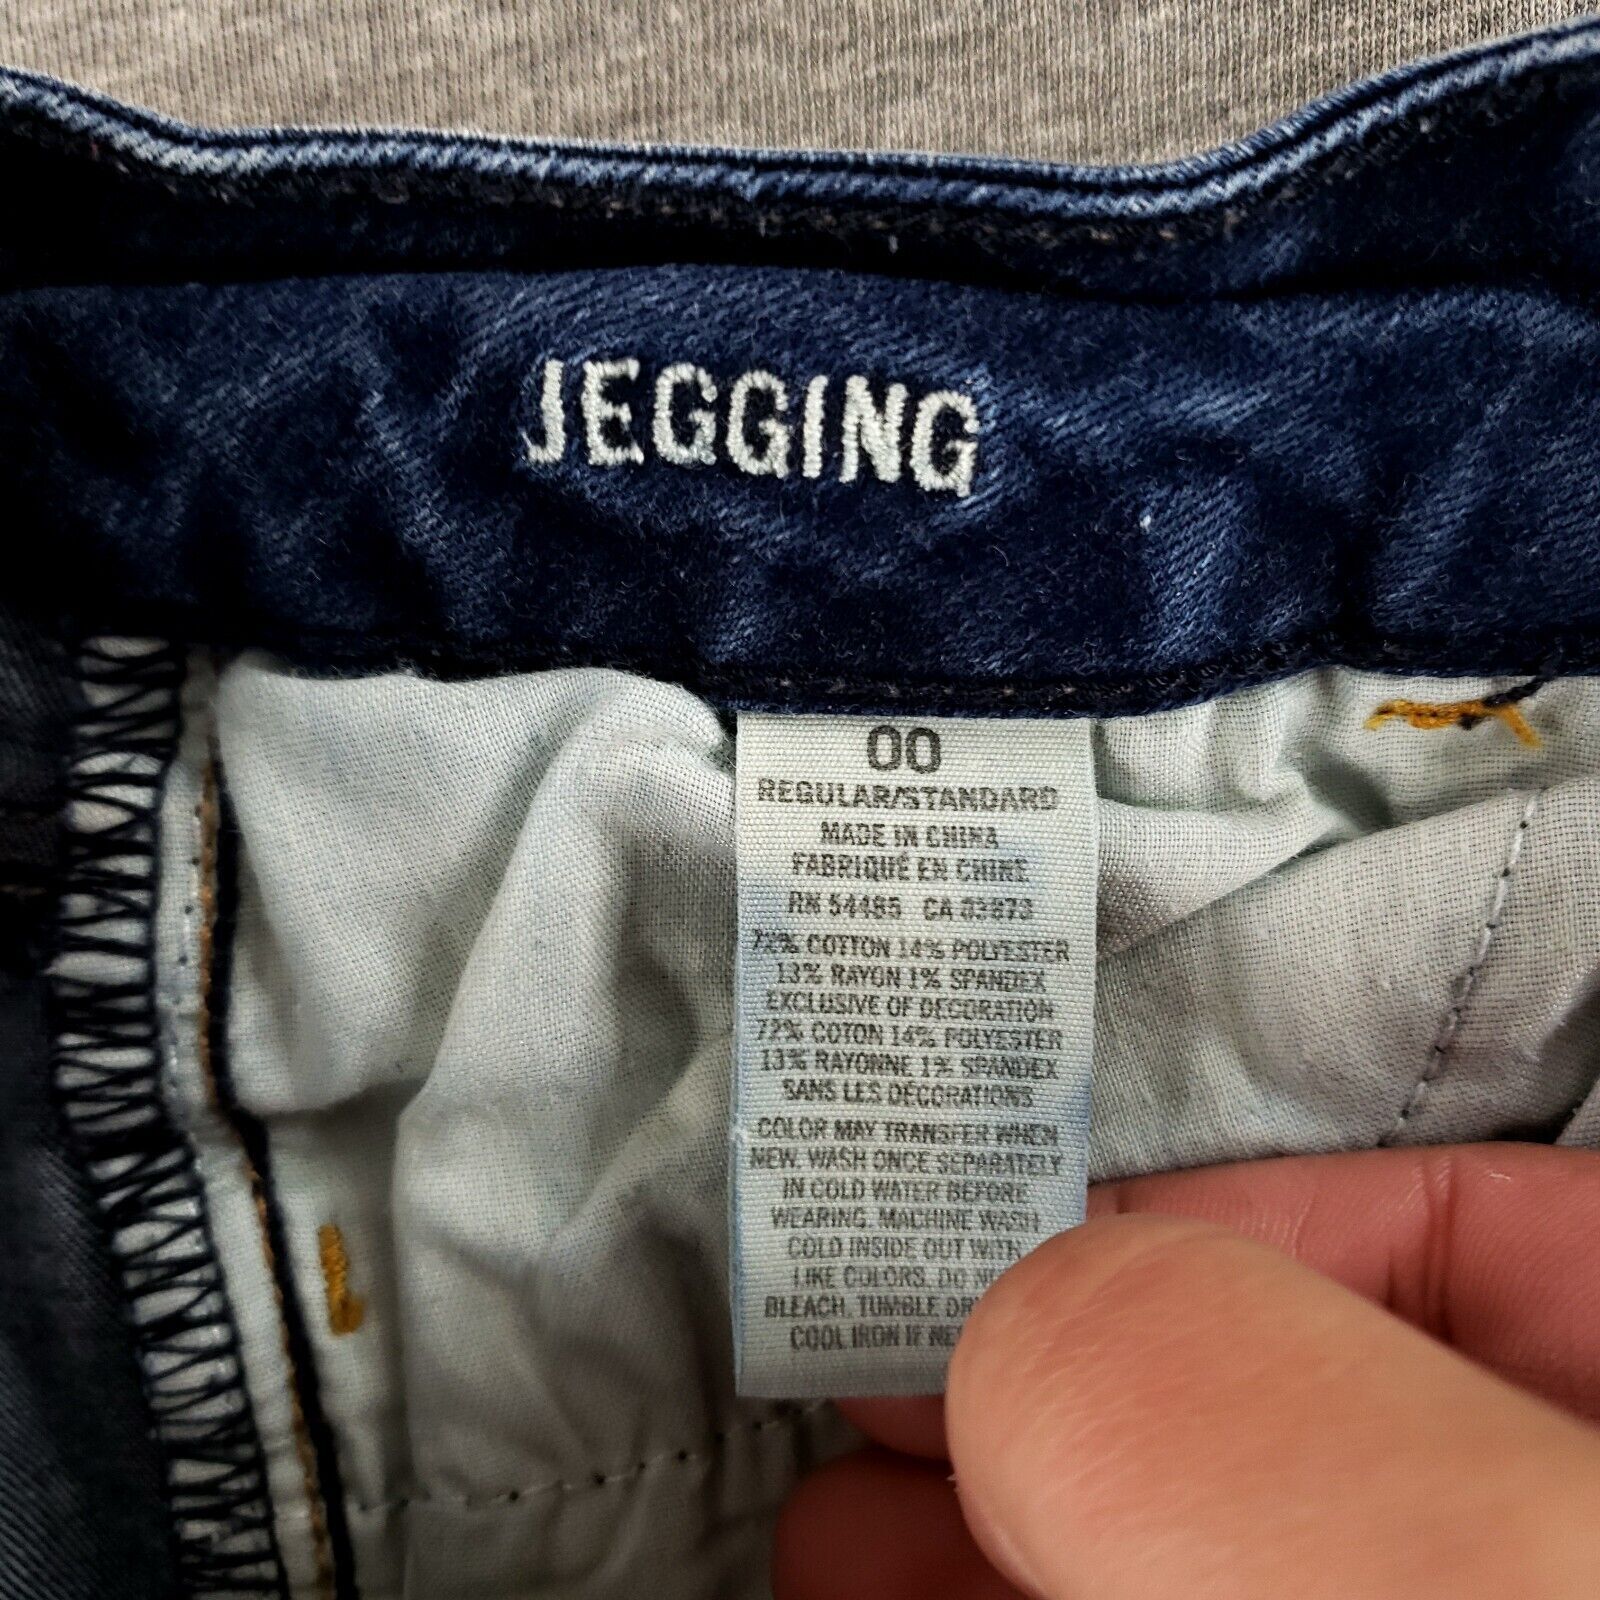 JEGGING
00
REGULAR/STANDARD
MADE IN CHINA
FABRIQUÉ EN CHINE
RN 54485 CA 03873
72% COTTON 14% POLYESTER
13% RAYON 1% SPANDEX
EXCLUSIVE OF DECORATION
72% COTON 14% POLYESTER
13% RAYONNE 1% SPANDEX
SANS LES DÉCORATIONS
COLOR MAY TRANSFER WHEN
NEW. WASH ONCE SEPARATELY
IN COLD WATER BEFORE
WEARING. MACHINE WASH
COLD INSIDE OUT WITH
LIKE COLORS. DO
BLEACH. TUMBLE
COOL IRON IF